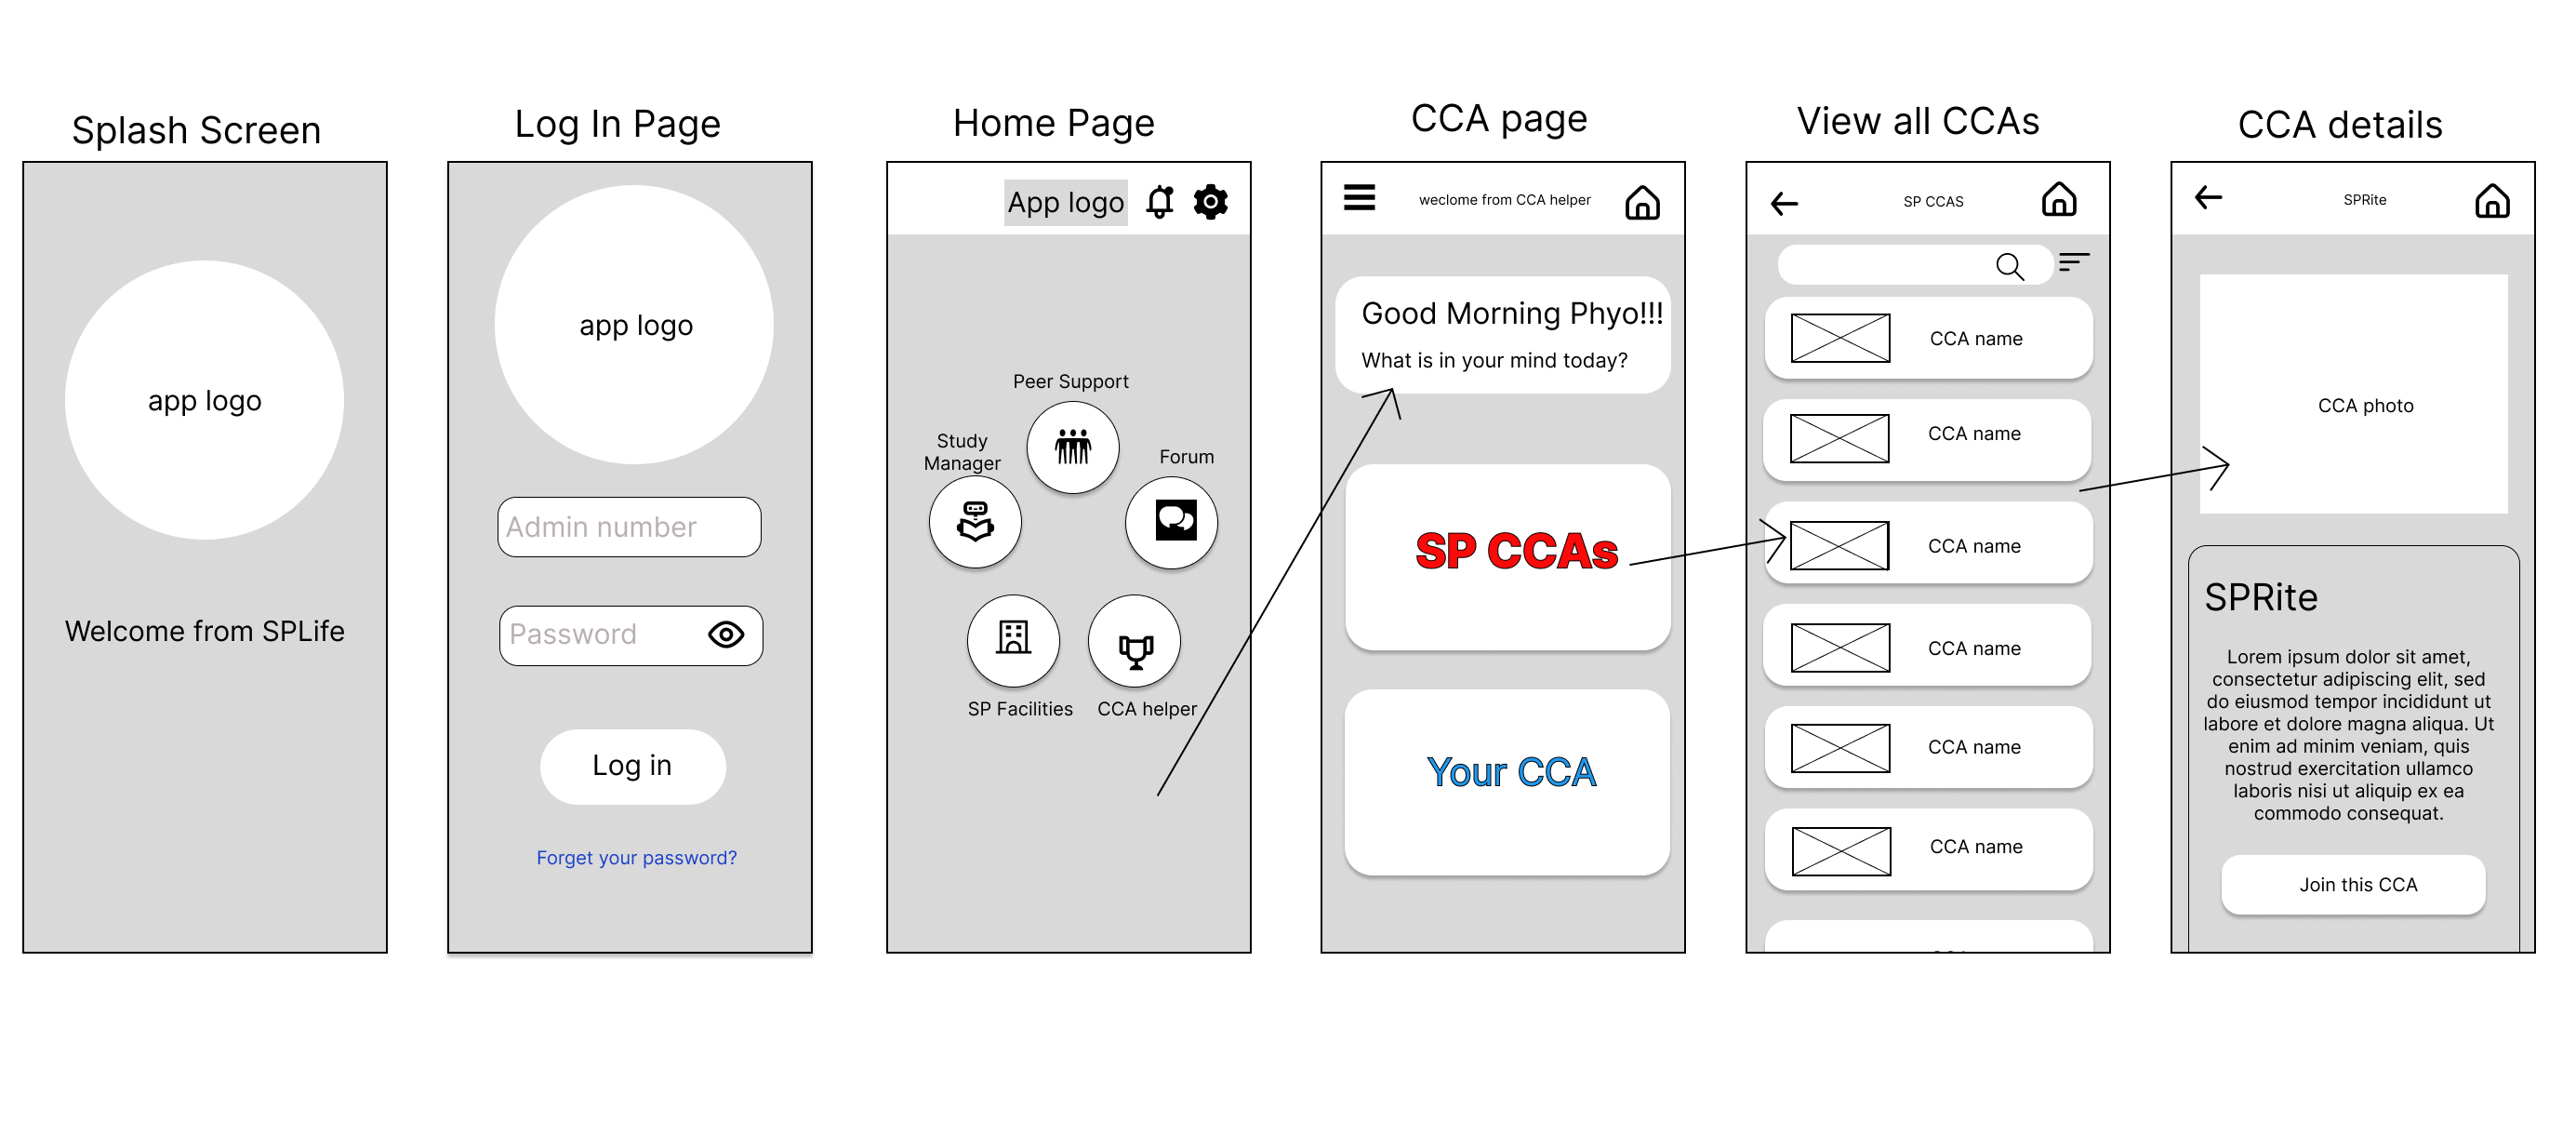 Splash Screen
app logo
Welcome from SPLife
Log In Page
app logo
Admin number
Password
Log in
Forget your password?
Home Page
App logo
Peer Support
Study
Manager
Forum
SP Facilities
CCA helper
CCA page
weclome from CCA helper
Good Morning Phyo!!!
What is in your mind today?
SP CCAs
Your CCA
View all CCAs
SP CCAS
CCA name
CCA name
CCA name
CCA name
CCA name
CCA name
CCA details
SPRite
CCA photo
SPRite
Lorem ipsum dolor sit amet,
consectetur adipiscing elit, sed
do eiusmod tempor incididunt ut
labore et dolore magna aliqua. Ut
enim ad minim veniam, quis
nostrud exercitation ullamco
laboris nisi ut aliquip ex ea
commodo consequat.
Join this CCA